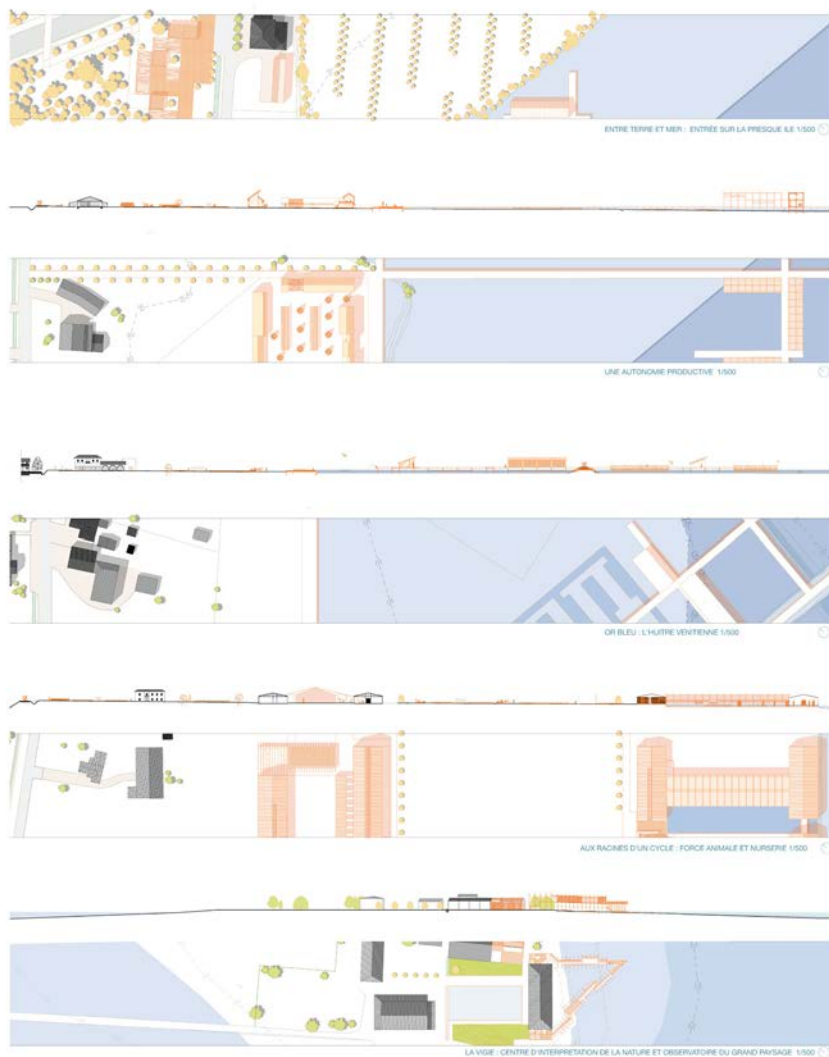 ENTRE TERRE ET MER : ENTRÉE SUR LA PRESQUE ILE 1/500
UNE AUTONOMIE PRODUCTIVE 1/500
OR BLEU : L'HUITRE VENITIENNE 1/500
AUX RACINES D'UN CYCLE : FORCE ANIMALE ET NURSERIE 1/500
LA VIGIE : CENTRE D'INTERPRETATION DE LA NATURE ET OBSERVATOIRE DU GRAND PAYSAGE 1/500